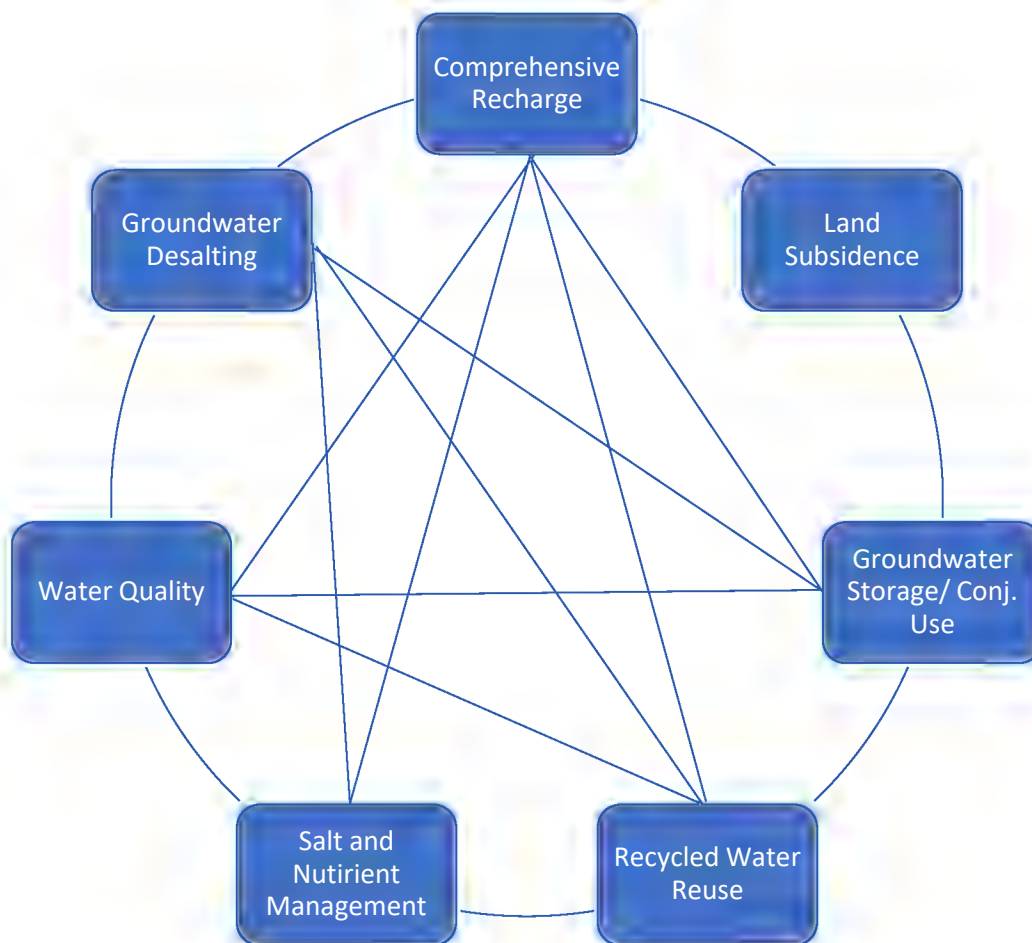 Comprehensive
Recharge
Groundwater
Desalting
Land
Subsidence
Water Quality
Groundwater
Storage/ Conj.
Use
Salt and
Nutirient
Management
Recycled Water
Reuse